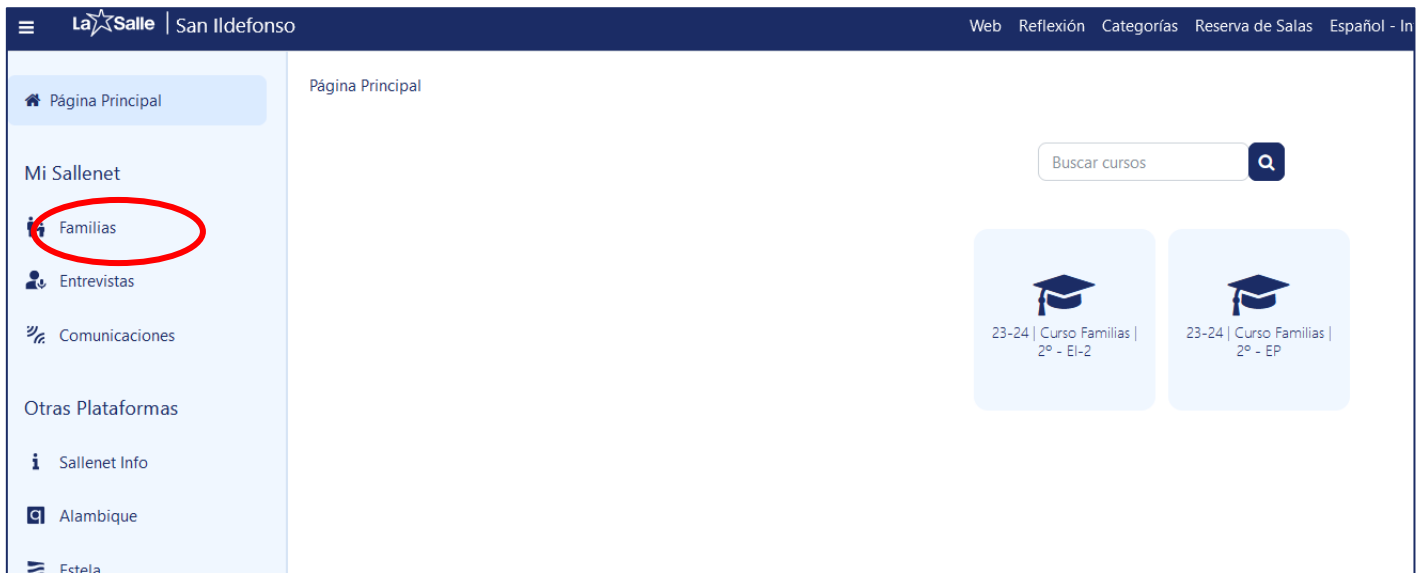 La Salle | San Ildefonso
Web Reflexión Categorías Reserva de Salas Español - In
Página Principal
Página Principal
Mi Sallenet
Familias
Entrevistas
Comunicaciones
Otras Plataformas
Sallenet Info
Alambique
Estela
Buscar cursos
23-24 | Curso Familias |
2º - EI-2
23-24 | Curso Familias |
2º - EP